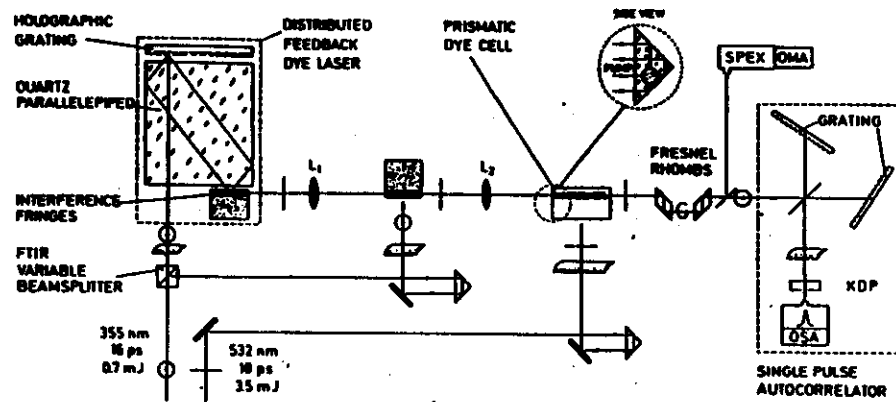 HOLOGRAPHIC
GRATING
DISTRIBUTED
FEEDBACK
DYE LASER
QUARTZ
PARALLELEPIPED
INTERFERENCE
FRINGES
L₁
L₂
PRISMATIC
DYE CELL
SIDE VIEW
PUMP
FRESNEL
RHOMBS
SPEX
OMA
GRATING
FTIR
VARIABLE
BEAMSPLITTER
355 nm
16 ps
0.7 mJ
532 nm
18 ps
3.5 mJ
KDP
OSA
SINGLE PULSE
AUTOCORRELATOR